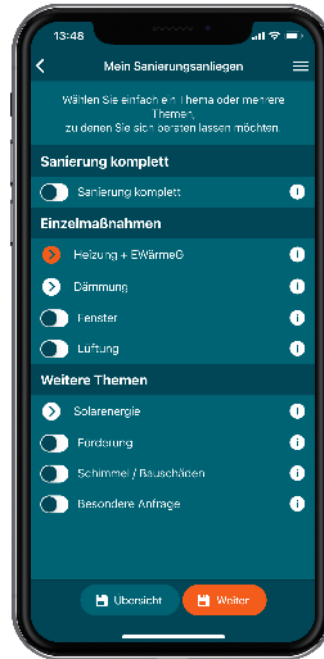 13:48
Mein Sanierungsanliegen
Wählen Sie einfach ein Thema oder mehrere
Themen,
zu denen Sie sich beraten lassen möchten.
Sanierung komplett
Sanierung komplett
Einzelmaßnahmen
Heizung + EWärmeG
Dämmung
Fenster
Lüftung
Weitere Themen
Solarenergie
Förderung
Schimmel / Bauschäden
Besondere Anfrage
Übersicht
Weiter